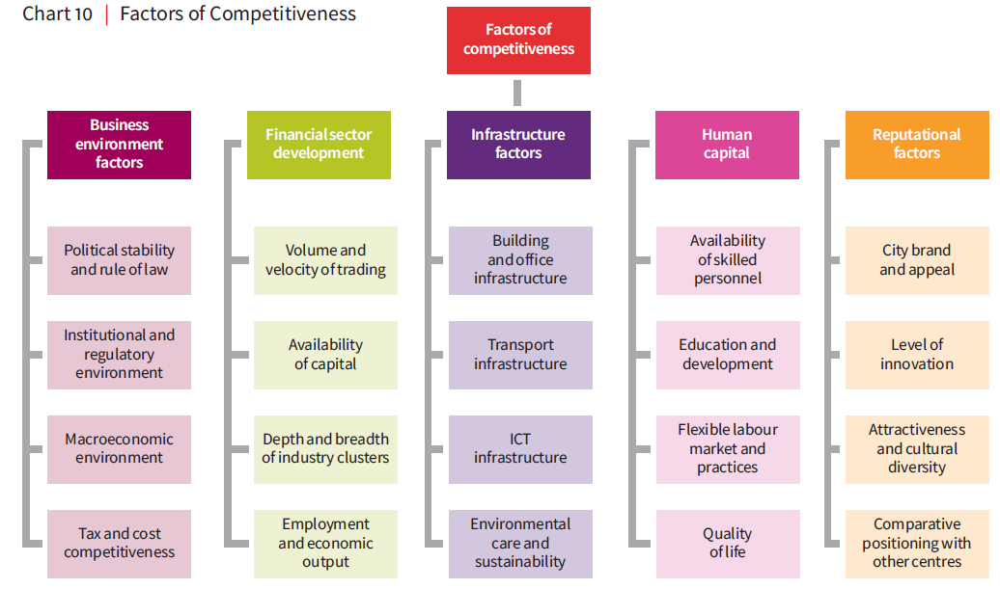 Chart 10 | Factors of Competitiveness
Factors of
competitiveness
Business
environment
factors
Financial sector
development
Infrastructure
factors
Human
capital
Reputational
factors
Political stability
and rule of law
Volume and
velocity of trading
Building
and office
infrastructure
Availability
of skilled
personnel
City brand
and appeal
Institutional and
regulatory
environment
Availability
of capital
Transport
infrastructure
Education and
development
Level of
innovation
Macroeconomic
environment
Depth and breadth
of industry clusters
ICT
infrastructure
Flexible labour
market and
practices
Attractiveness
and cultural
diversity
Tax and cost
competitiveness
Employment
and economic
output
Environmental
care and
sustainability
Quality
of life
Comparative
positioning with
other centres